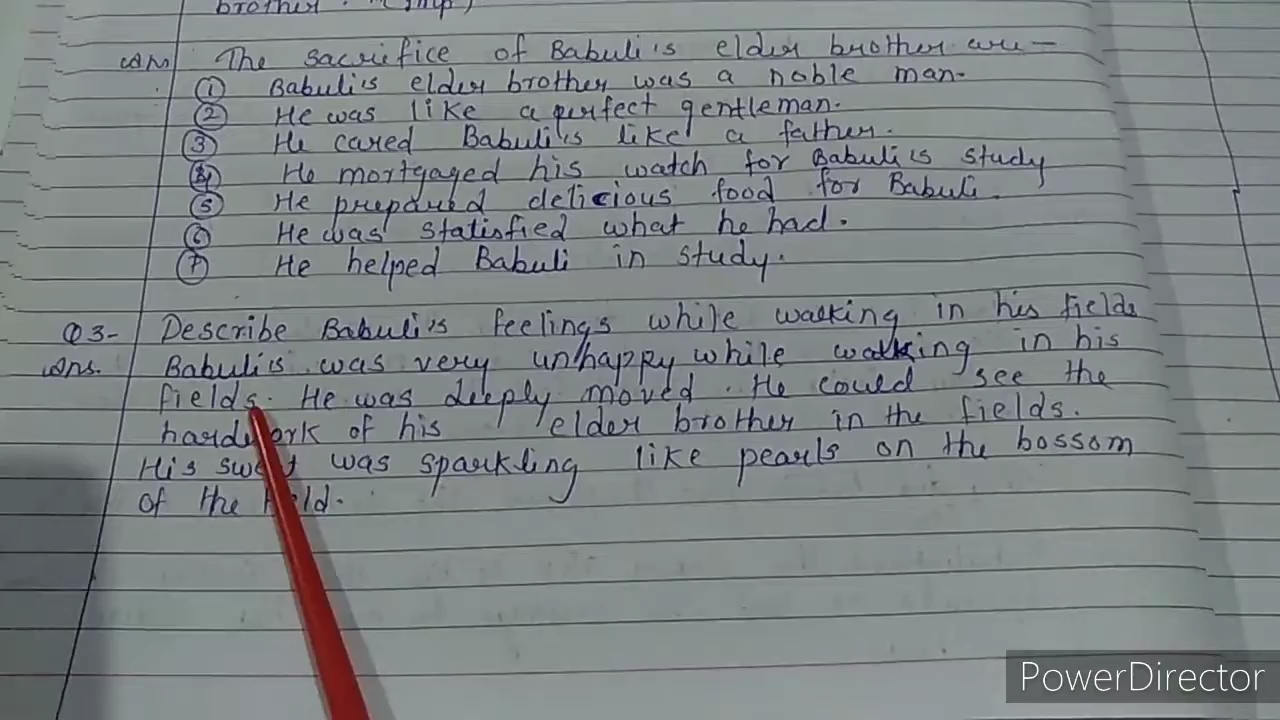 brother. (Imp)
Ans The sacrifice of Babuli's elder brother are-
① Babuli's elder brother was a noble man.
② He was like a perfect gentleman.
③ He cared Babuli's like a father.
④ He mortgaged his watch for Babuli's study
⑤ He prepared delicious food for Babuli.
⑥ He was statisfied what he had.
⑦ He helped Babuli in study.
Q3- Describe Babuli's feelings while walking in his fields
Ans. Babuli's was very unhappy while walking in his
fields. He was deeply moved. He could see the
of his elder brother in the fields.
His was sparkling like pearls on the bossom
of the
PowerDirector